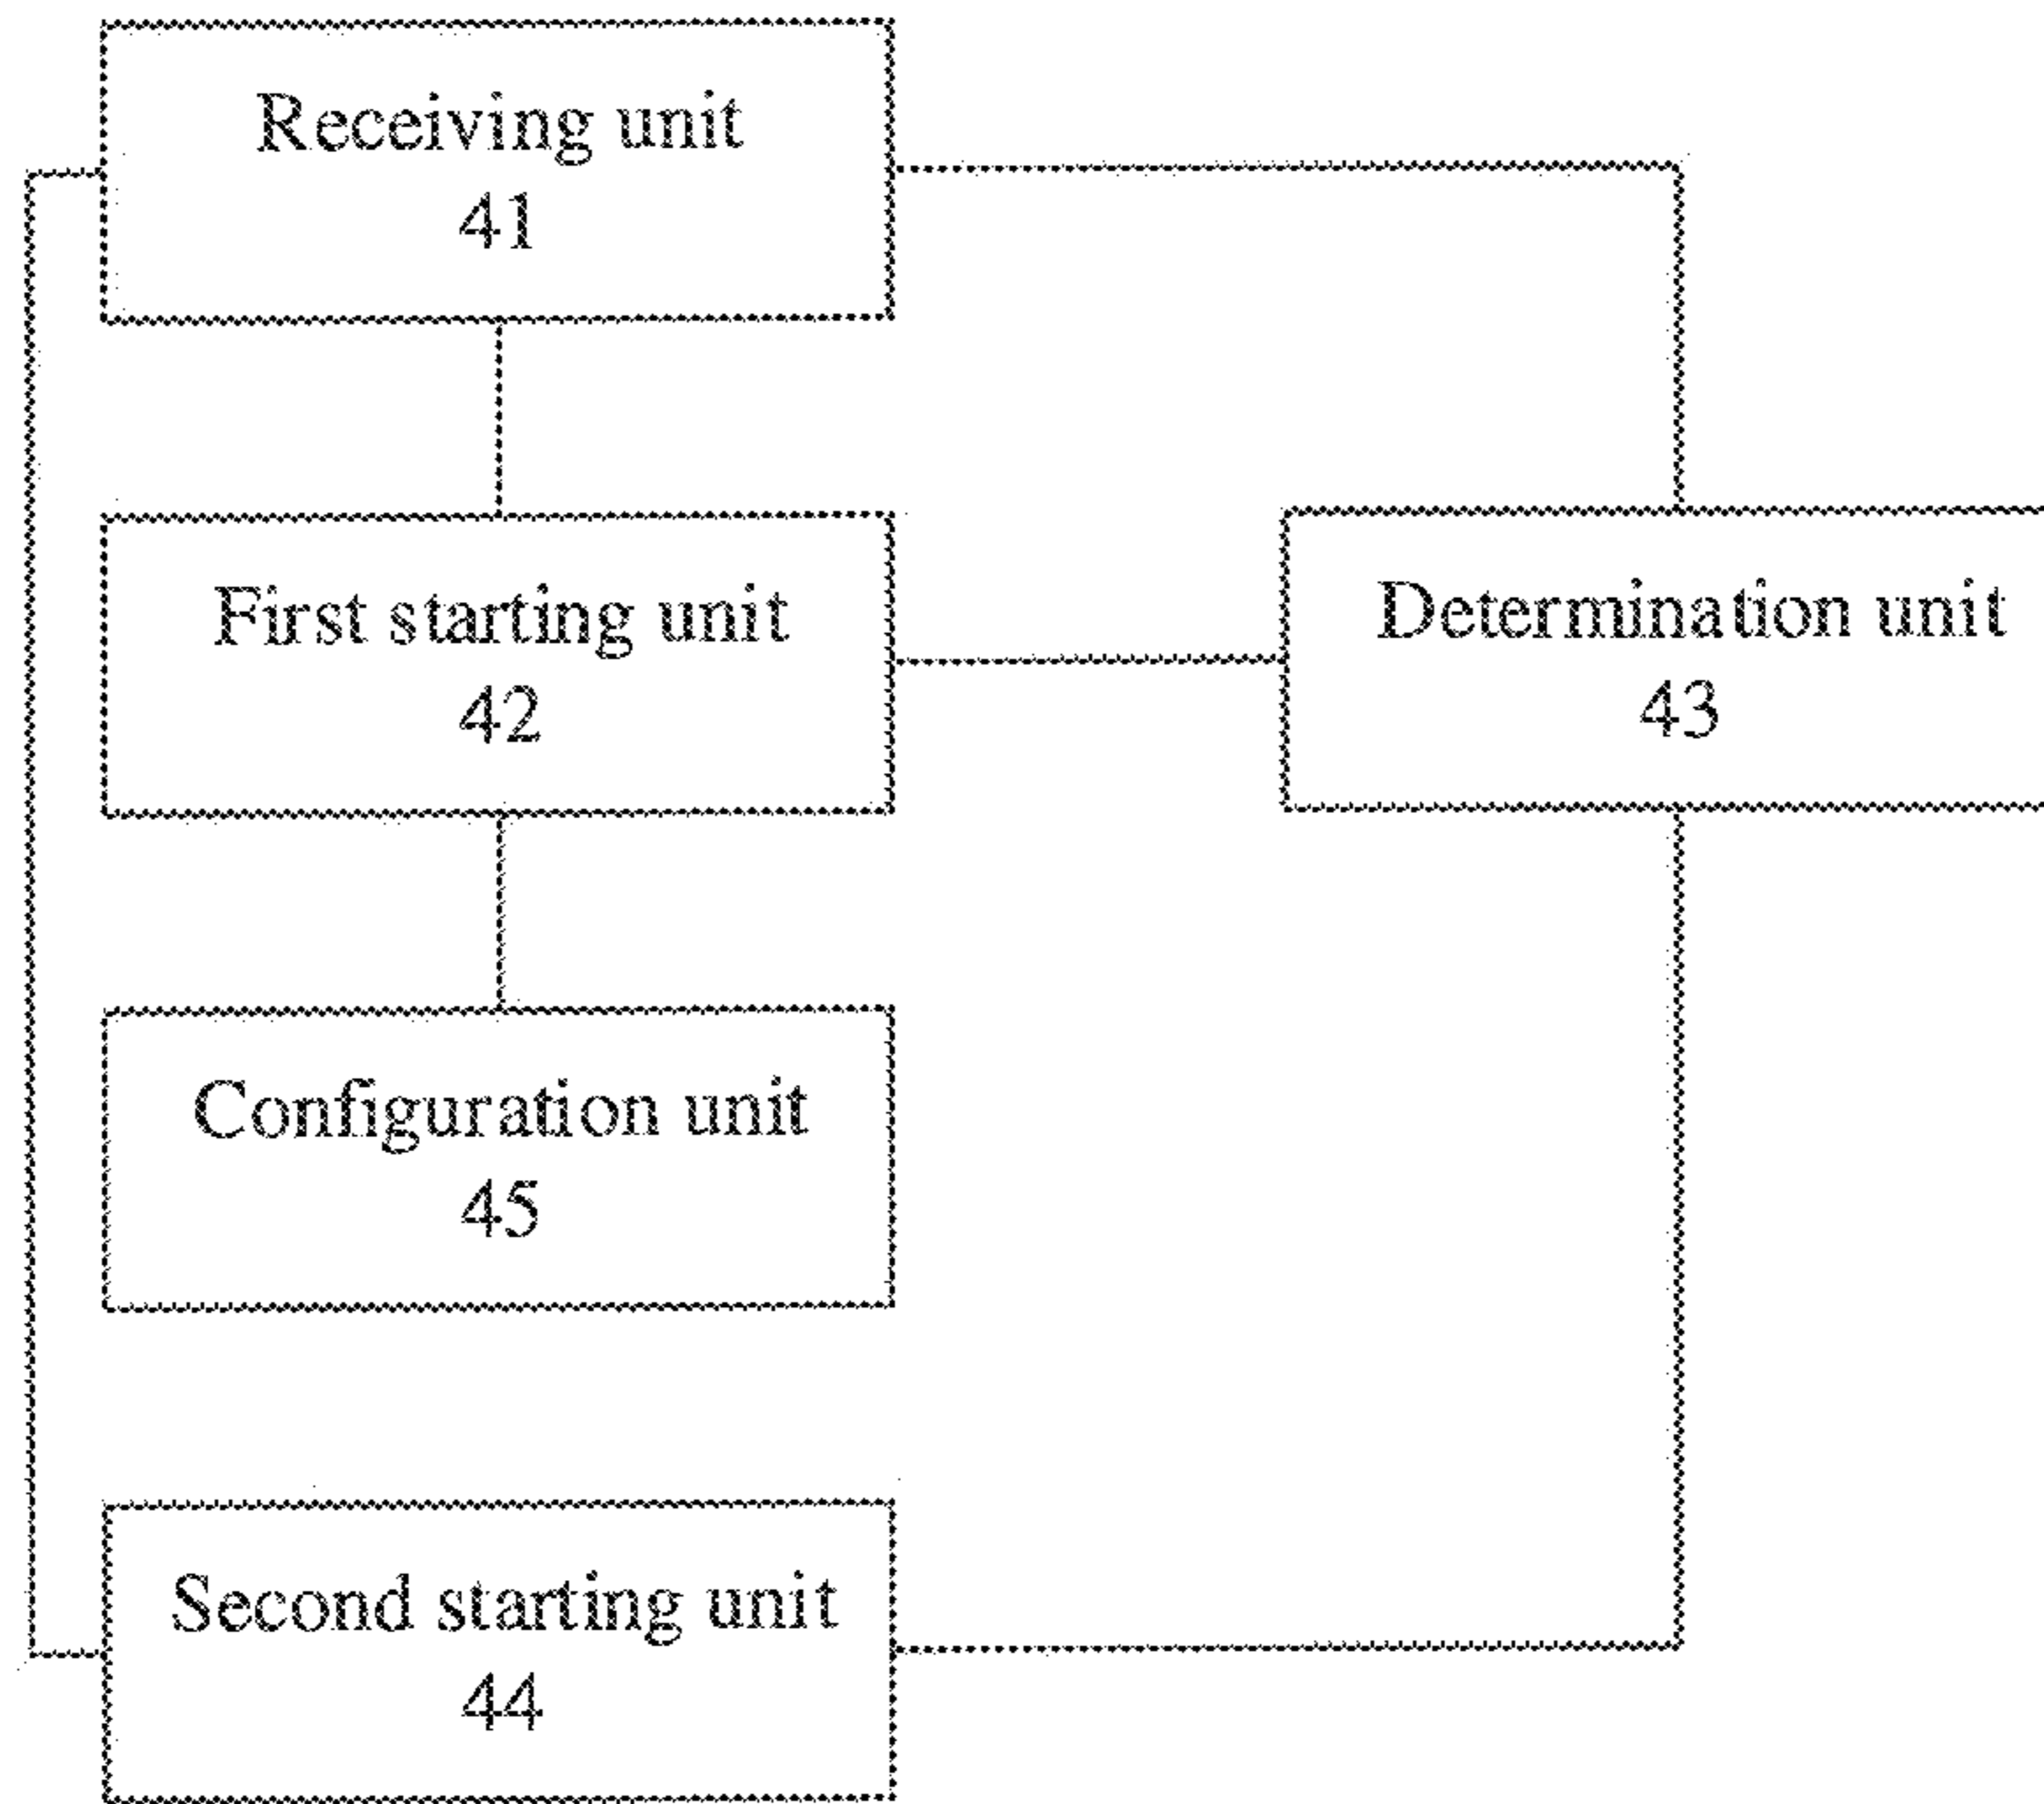 Receiving unit
41
First starting unit
42
Determination unit
43
Configuration unit
45
Second starting unit
44